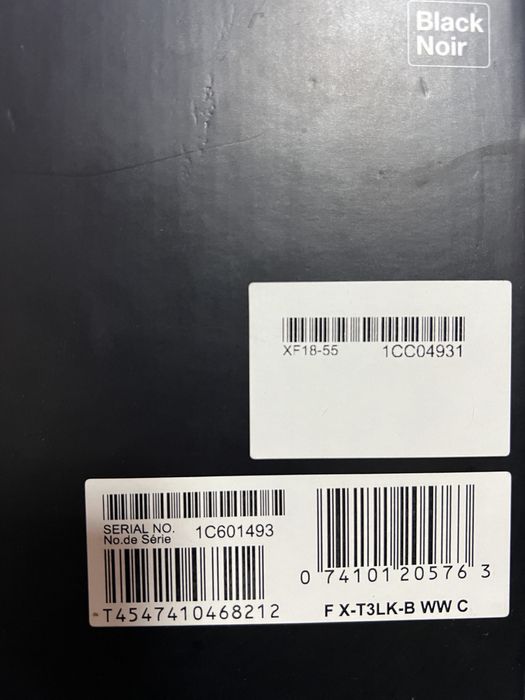 Black
Noir
XF18-55 1CC04931
SERIAL NO. 1C601493
No.de Série
0 74101 20576 3
T4547410468212
F X-T3LK-B WW C